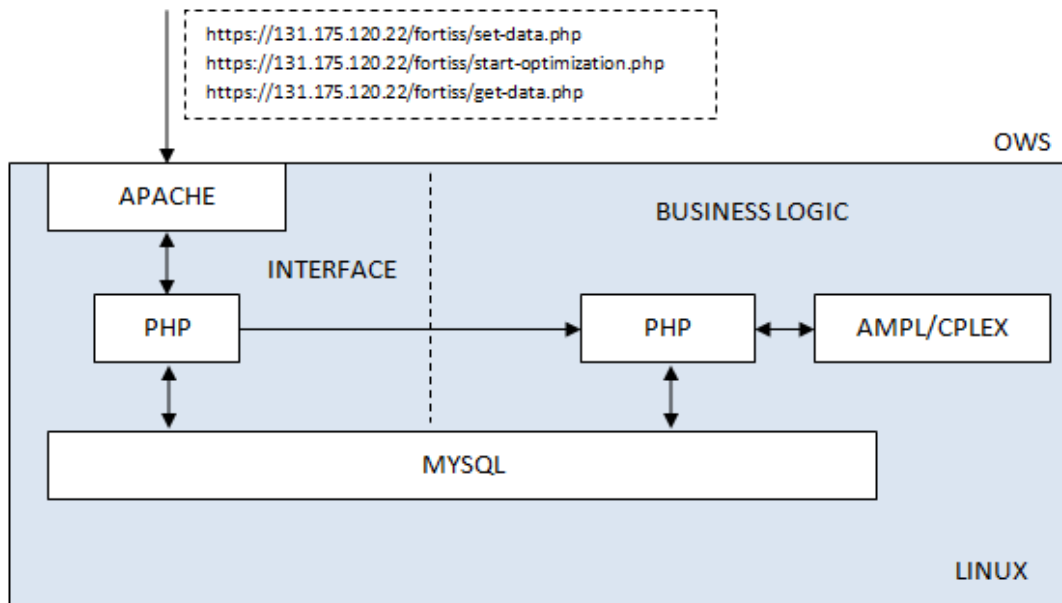 https://131.175.120.22/fortiss/set-data.php
https://131.175.120.22/fortiss/start-optimization.php
https://131.175.120.22/fortiss/get-data.php
OWS
APACHE
BUSINESS LOGIC
INTERFACE
PHP
PHP
AMPL/CPLEX
MYSQL
LINUX